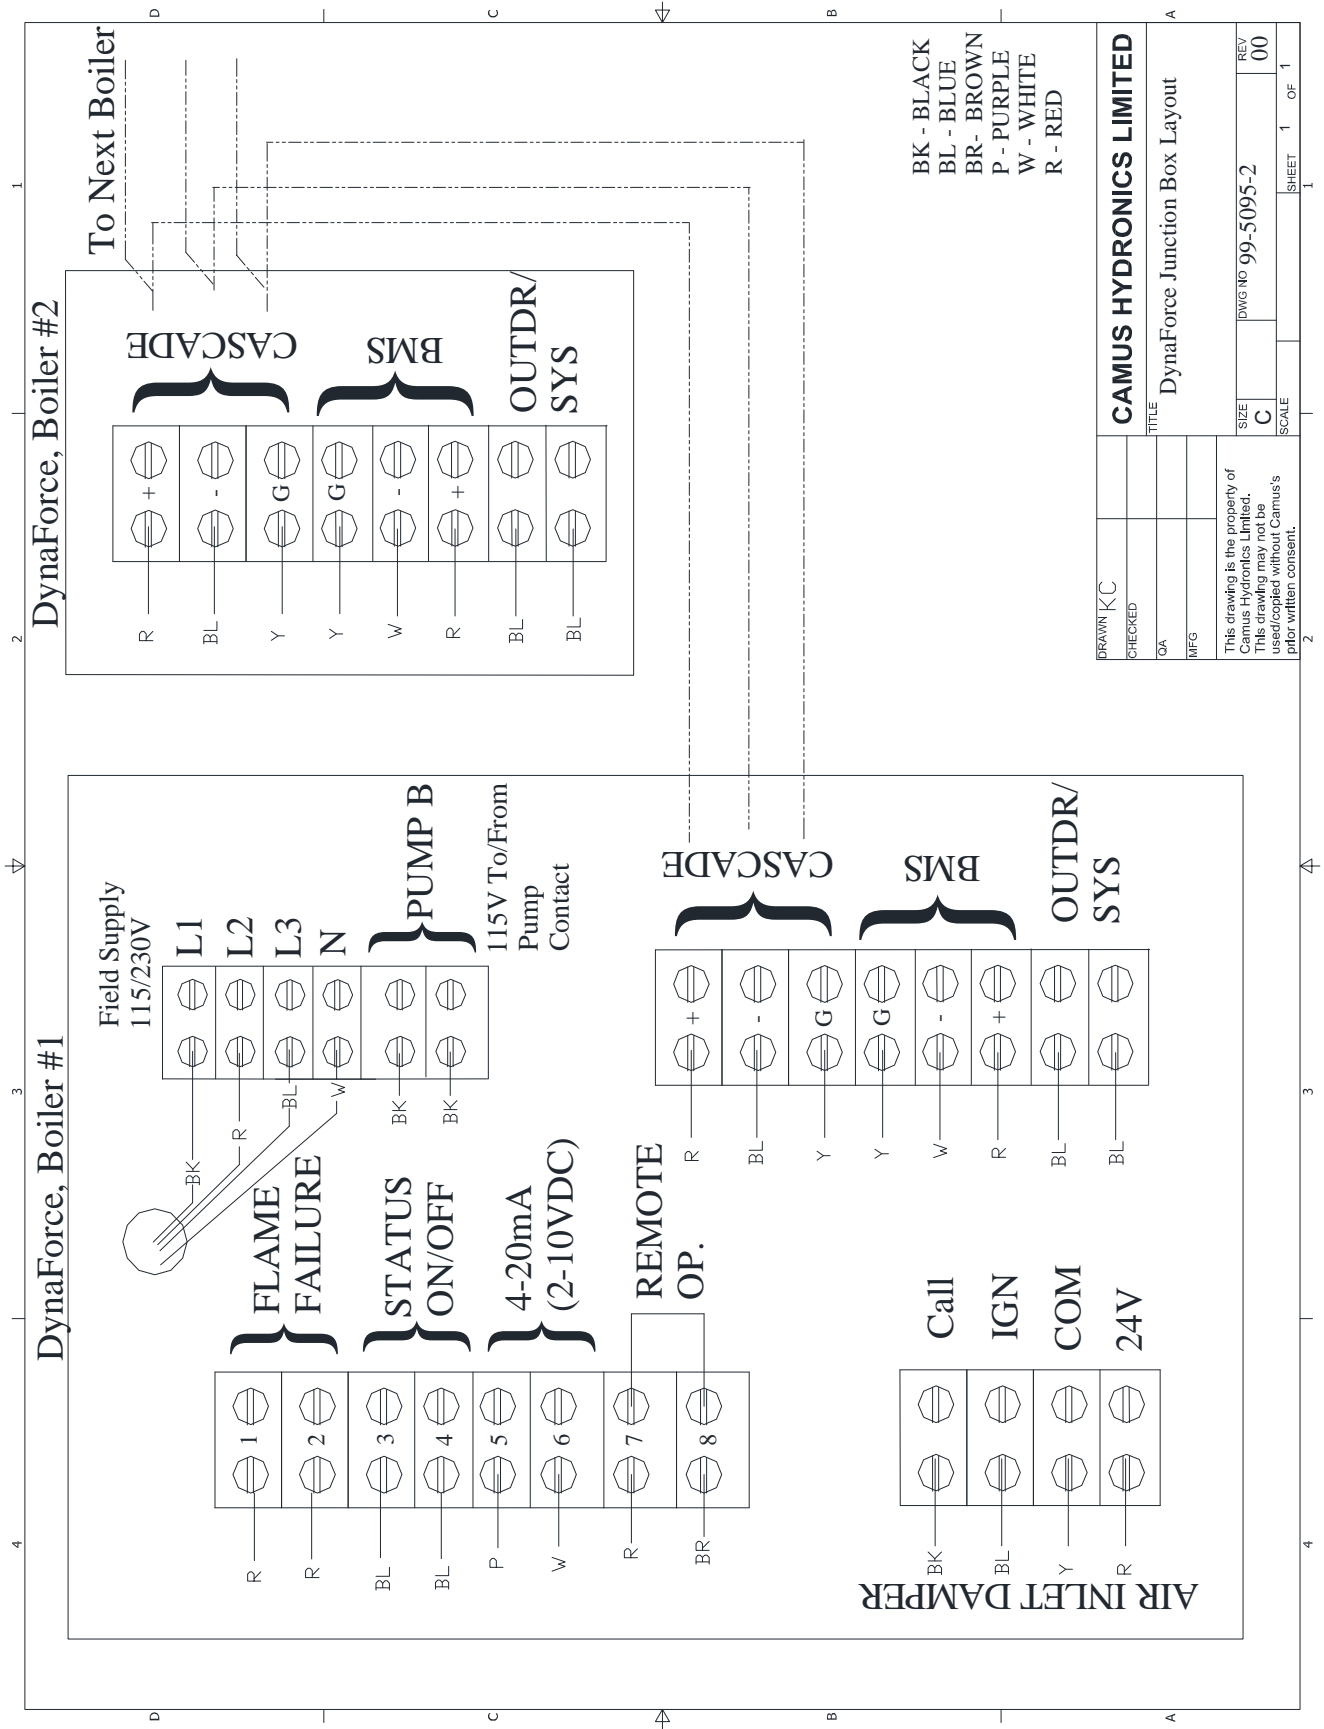 4
3
2
1
D
C
B
A
DynaForce, Boiler #1
Field Supply
115/230V
L1
L2
L3
N
PUMP B
115V To/From
Pump
Contact
BK
R
BL
W
BK
BK
FLAME
FAILURE
STATUS
ON/OFF
4-20mA
(2-10VDC)
REMOTE
OP.
1
2
3
4
5
6
7
8
R
R
BL
BL
P
W
R
BR
AIR INLET DAMPER
Call
IGN
COM
24V
BK
BL
Y
R
CASCADE
BMS
OUTDR/
SYS
+
-
G
G
-
+
R
BL
Y
Y
W
R
BL
BL
DynaForce, Boiler #2
To Next Boiler
CASCADE
BMS
OUTDR/
SYS
+
-
G
G
-
+
R
BL
Y
Y
W
R
BL
BL
BK - BLACK
BL - BLUE
BR - BROWN
P - PURPLE
W - WHITE
R - RED
DRAWN KC
CHECKED
QA
MFG
This drawing is the property of
Camus Hydronics Limited.
This drawing may not be
used/copied without Camus's
prior written consent.
CAMUS HYDRONICS LIMITED
TITLE
DynaForce Junction Box Layout
SIZE
C
DWG NO 99-5095-2
REV
00
SCALE
SHEET 1 OF 1
4
3
2
1
D
C
B
A